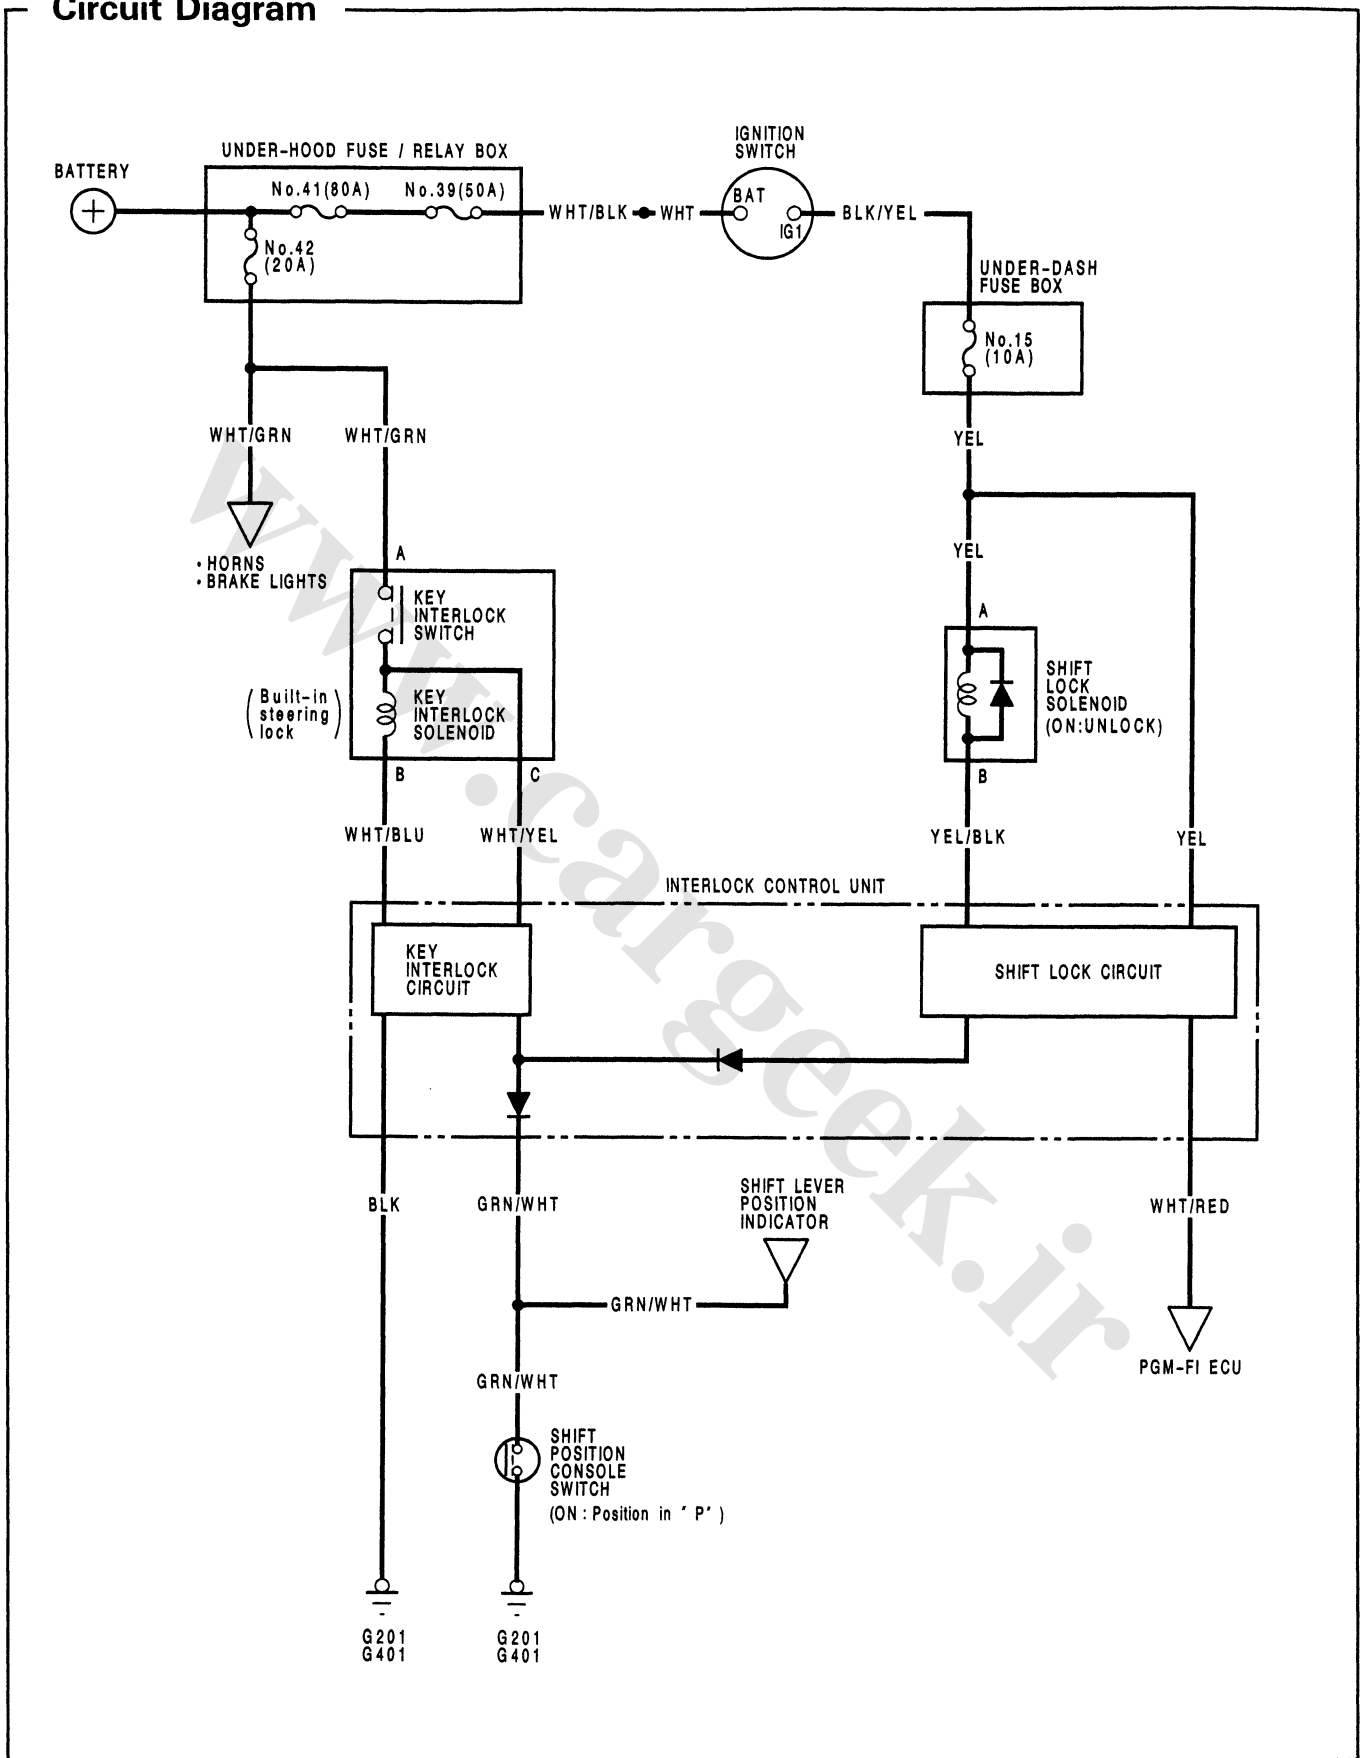 Circuit Diagram
IGNITION
SWITCH
UNDER-HOOD FUSE / RELAY BOX
BATTERY
No.41(80A)
No.39(50A)
BAT
WHT/BLK
WHT
BLK/YEL
IG1
No.42
(20A)
UNDER-DASH
FUSE BOX
No.15
(10A)
WHT/GRN
WHT/GRN
YEL
YEL
A
• HORNS
• BRAKE LIGHTS
KEY
INTERLOCK
SWITCH
A
(Built-in
steering
lock)
KEY
INTERLOCK
SOLENOID
SHIFT
LOCK
SOLENOID
(ON:UNLOCK)
B
C
B
WHT/BLU
WHT/YEL
YEL/BLK
YEL
INTERLOCK CONTROL UNIT
KEY
INTERLOCK
CIRCUIT
SHIFT LOCK CIRCUIT
BLK
GRN/WHT
SHIFT LEVER
POSITION
INDICATOR
WHT/RED
GRN/WHT
PGM-FI ECU
GRN/WHT
SHIFT
POSITION
CONSOLE
SWITCH
(ON : Position in " P" )
G201
G401
G201
G401
www.cargeek.ir